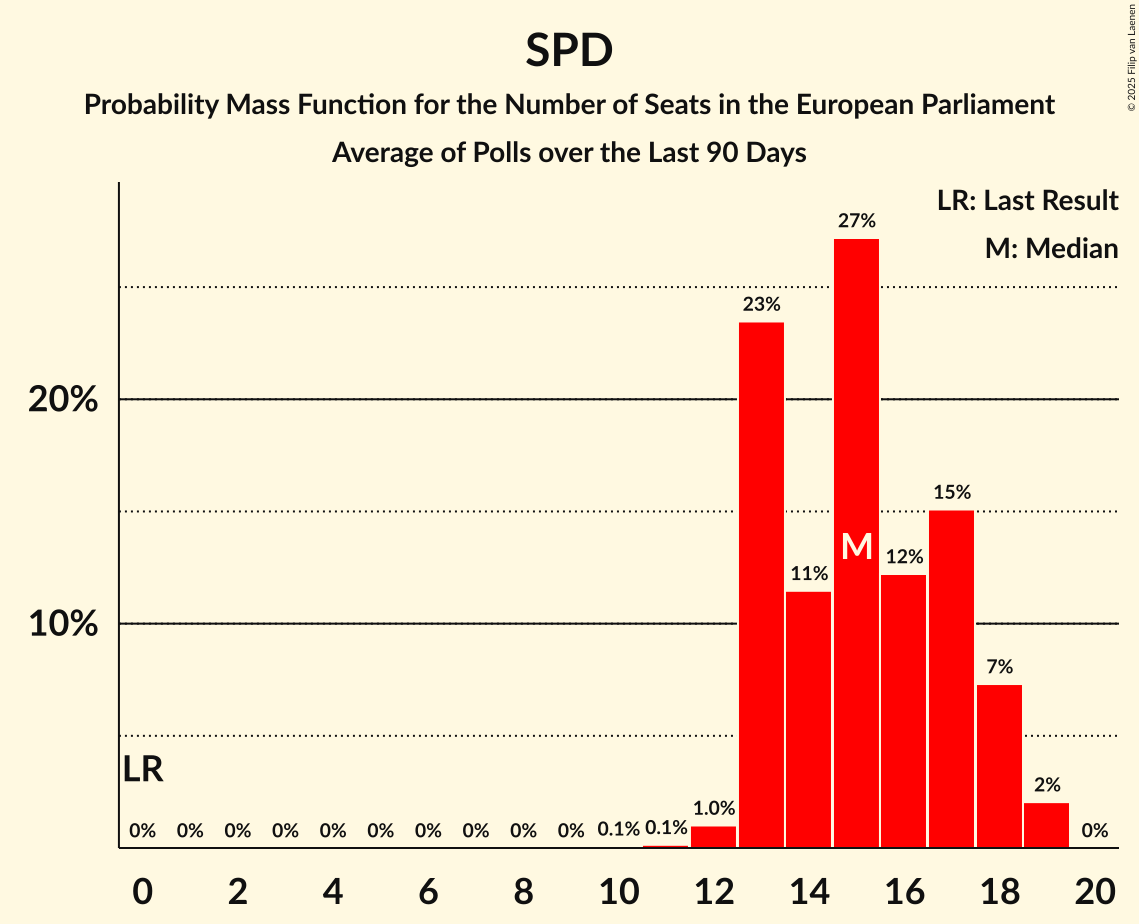 SPD
Probability Mass Function for the Number of Seats in the European Parliament
Average of Polls over the Last 90 Days
© 2025 Filip van Laenen
LR: Last Result
M: Median
27%
23%
20%
15%
M
12%
11%
10%
7%
LR
2%
1.0%
0% 0% 0% 0% 0% 0% 0% 0% 0% 0% 0.1% 0.1% 0%
0 2 4 6 8 10 12 14 16 18 20